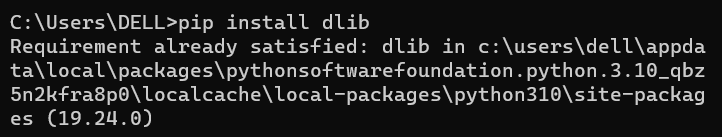 C:\Users\DELL>pip install dlib
Requirement already satisfied: dlib in c:\users\dell\appda
ta\local\packages\pythonsoftwarefoundation.python.3.10_qbz
5n2kfra8p0\localcache\local-packages\python310\site-packag
es (19.24.0)